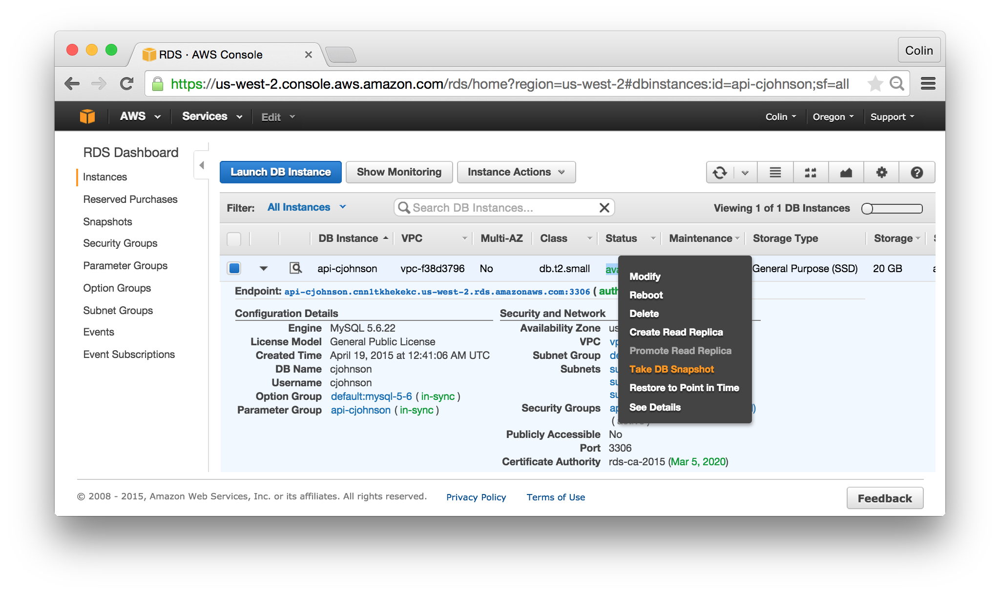 RDS · AWS Console
Colin
https://us-west-2.console.aws.amazon.com/rds/home?region=us-west-2#dbinstances:id=api-cjohnson;sf=all
AWS Services Edit Colin Oregon Support
RDS Dashboard
Instances
Reserved Purchases
Snapshots
Security Groups
Parameter Groups
Option Groups
Subnet Groups
Events
Event Subscriptions
Launch DB Instance Show Monitoring Instance Actions
Filter: All Instances Search DB Instances... Viewing 1 of 1 DB Instances
DB Instance VPC Multi-AZ Class Status Maintenance Storage Type Storage
api-cjohnson vpc-f38d3796 No db.t2.small General Purpose (SSD) 20 GB
Endpoint: api-cjohnson.cnn1tkhekekc.us-west-2.rds.amazonaws.com:3306 (
Configuration Details
Engine MySQL 5.6.22
License Model General Public License
Created Time April 19, 2015 at 12:41:06 AM UTC
DB Name cjohnson
Username cjohnson
Option Group default:mysql-5-6 ( in-sync )
Parameter Group api-cjohnson ( in-sync )
Security and Network
Availability Zone
VPC
Subnet Group
Subnets
Security Groups
Publicly Accessible No
Port 3306
Certificate Authority rds-ca-2015 (Mar 5, 2020)
Modify
Reboot
Delete
Create Read Replica
Promote Read Replica
Take DB Snapshot
Restore to Point in Time
See Details
© 2008 - 2015, Amazon Web Services, Inc. or its affiliates. All rights reserved. Privacy Policy Terms of Use
Feedback